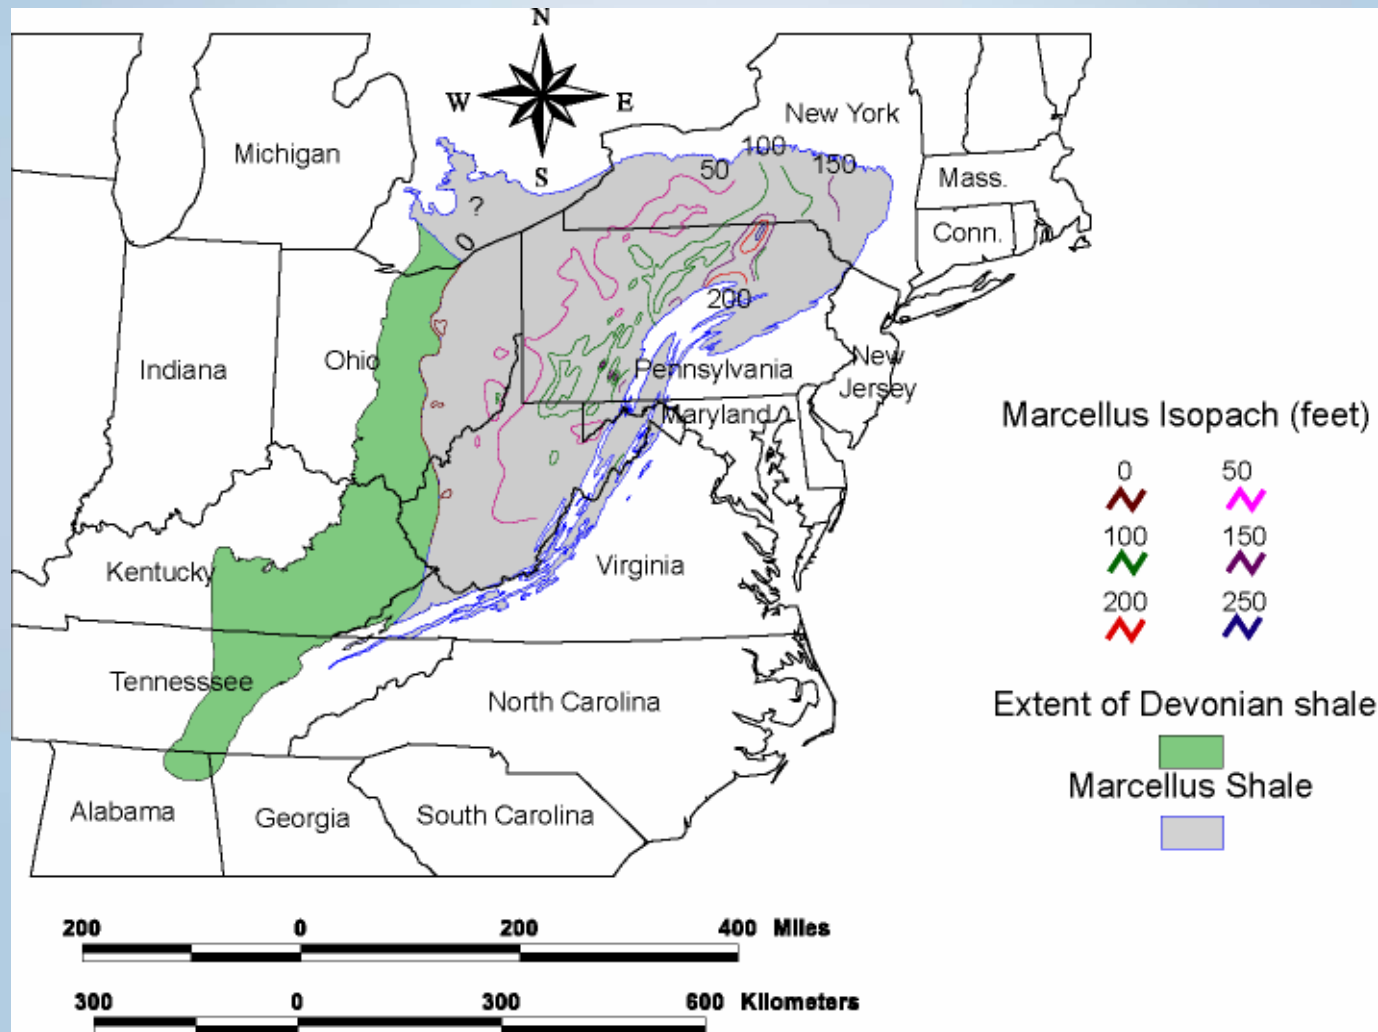 N
W
E
S
Michigan
New York
100
50
150
Mass.
?
Conn.
0
200
Indiana
Ohio
Pennsylvania
New
Jersey
Maryland
Kentucky
Virginia
Tennesssee
North Carolina
Alabama
Georgia
South Carolina
Marcellus Isopach (feet)
0 50
100 150
200 250
Extent of Devonian shale
Marcellus Shale
200 0 200 400 Miles
300 0 300 600 Kilometers